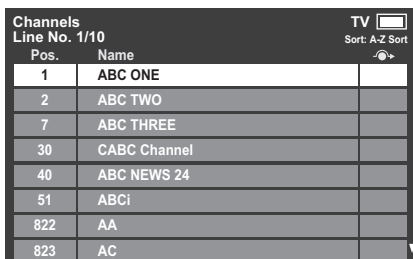 Channels TV
Line No. 1/10 Sort: A-Z Sort
Pos. Name
1 ABC ONE
2 ABC TWO
7 ABC THREE
30 CABC Channel
40 ABC NEWS 24
51 ABCi
822 AA
823 AC